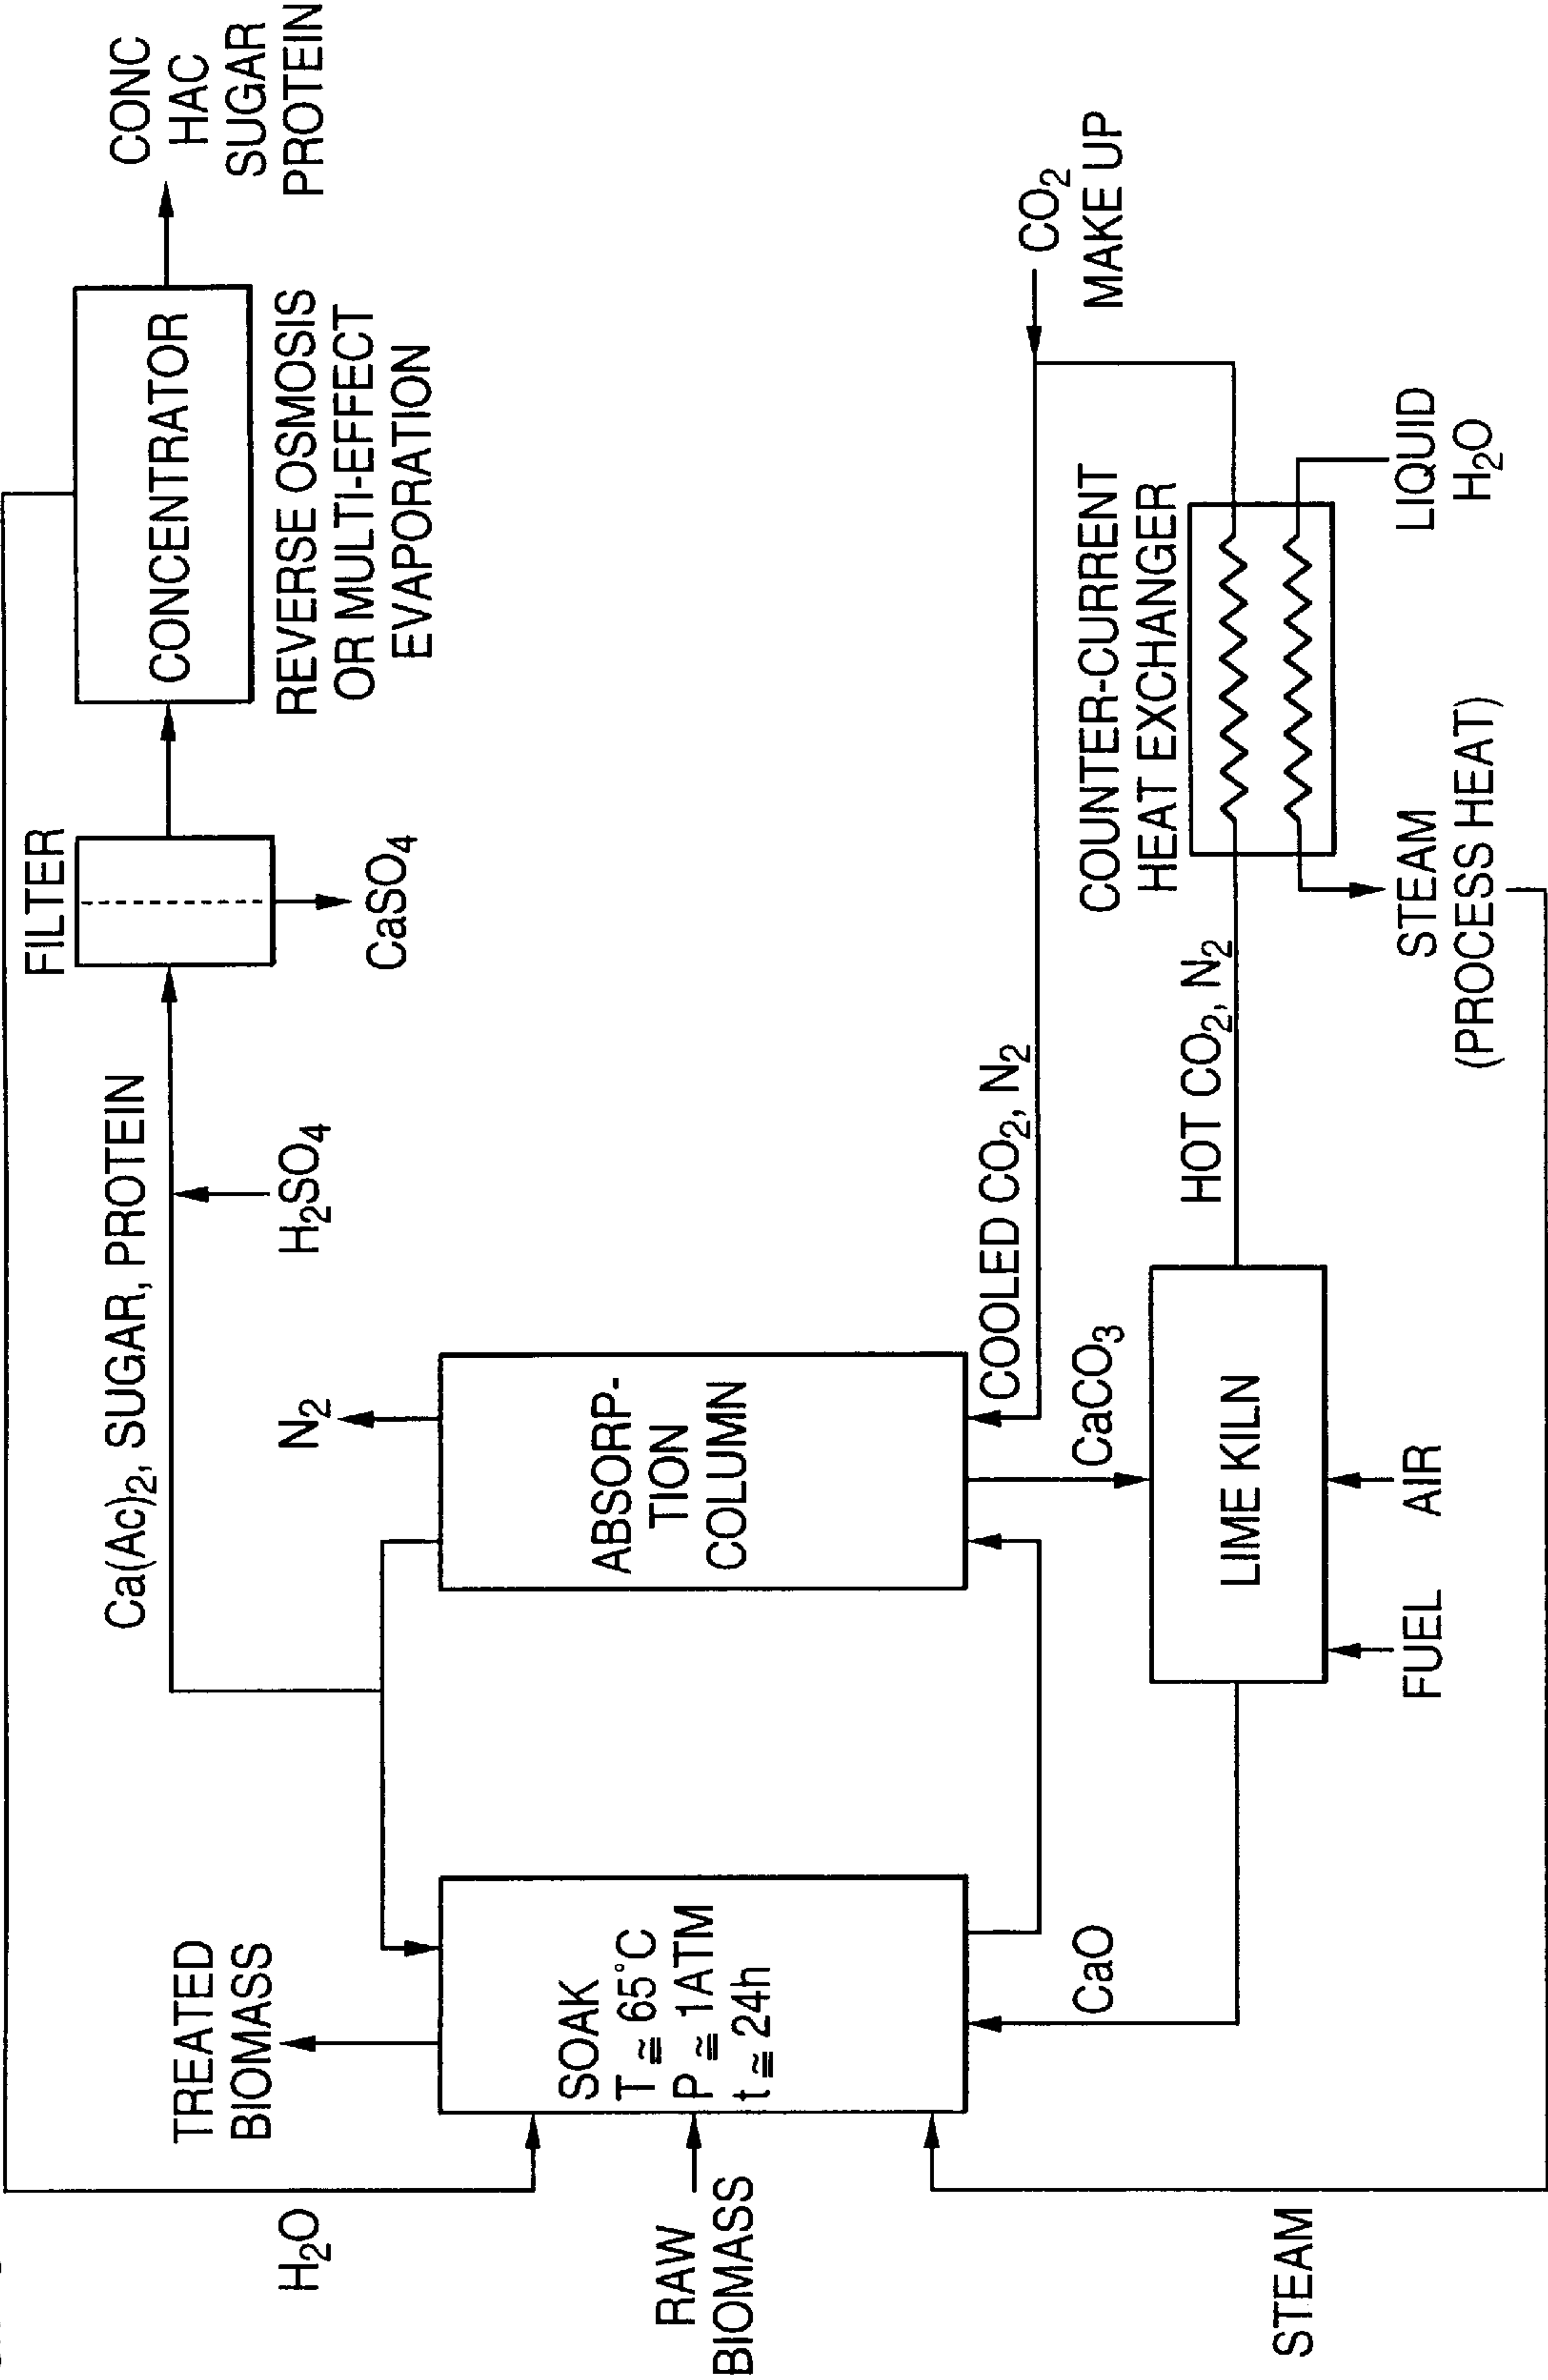 CONC
HAC
SUGAR
PROTEIN
CONCENTRATOR
REVERSE OSMOSIS
OR MULTI-EFFECT
EVAPORATION
FILTER
CaSO4
Ca(Ac)2, SUGAR, PROTEIN
H2SO4
TREATED
BIOMASS
H2O
RAW
BIOMASS
STEAM
SOAK
T ≅ 65°C
P ≅ 1ATM
t ≅ 24h
N2
ABSORP-
TION
COLUMN
COOLED CO2, N2
CO2
MAKE UP
CaCO3
CaO
LIME KILN
FUEL
AIR
HOT CO2, N2
COUNTER-CURRENT
HEAT EXCHANGER
LIQUID
H2O
STEAM
(PROCESS HEAT)